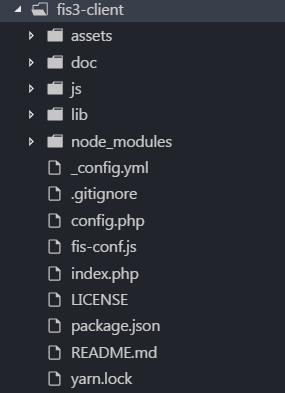 fis3-client
assets
doc
js
lib
node_modules
_config.yml
.gitignore
config.php
fis-conf.js
index.php
LICENSE
package.json
README.md
yarn.lock